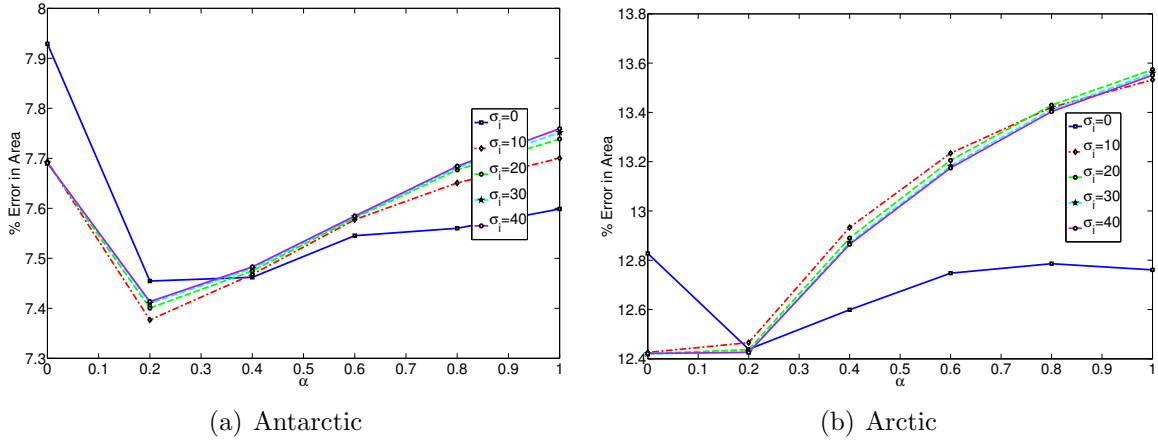 8
7.9
7.8
7.7
7.6
7.5
7.4
7.3
% Error in Area
0 0.1 0.2 0.3 0.4 0.5 0.6 0.7 0.8 0.9 1
α
σi=0
σi=10
σi=20
σi=30
σi=40
(a) Antarctic
13.8
13.6
13.4
13.2
13
12.8
12.6
12.4
% Error in Area
0 0.1 0.2 0.3 0.4 0.5 0.6 0.7 0.8 0.9 1
α
σi=0
σi=10
σi=20
σi=30
σi=40
(b) Arctic